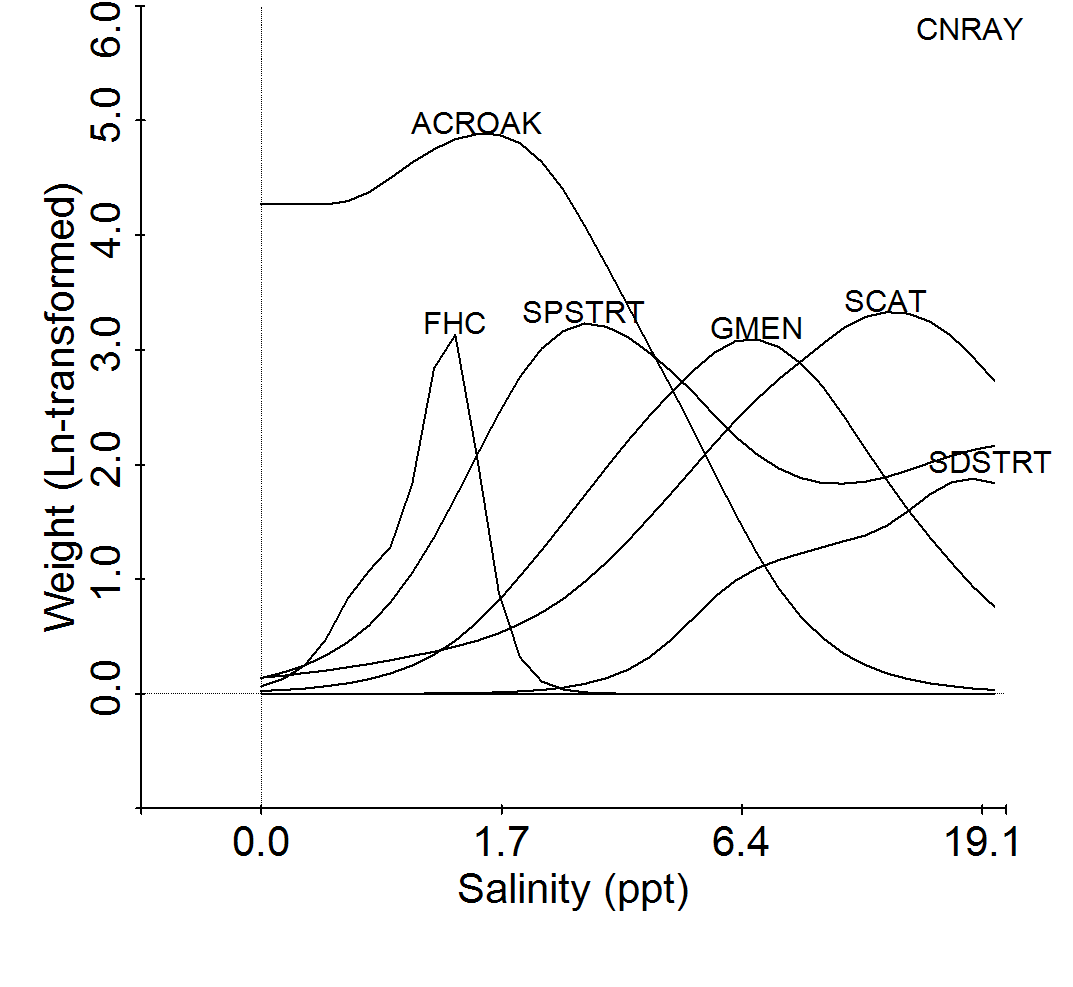 CNRAY
6.0
5.0
4.0
3.0
2.0
1.0
0.0
Weight (Ln-transformed)
ACROAK
FHC
SPSTRT
GMEN
SCAT
SDSTRT
0.0 1.7 6.4 19.1
Salinity (ppt)